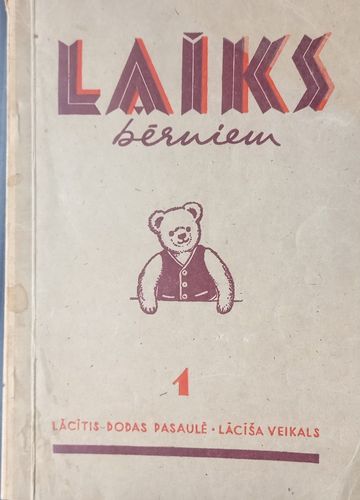 LAIKS
bērniem
1
LĀCĪTIS DODAS PASAULĒ • LĀCĪŠA VEIKALS